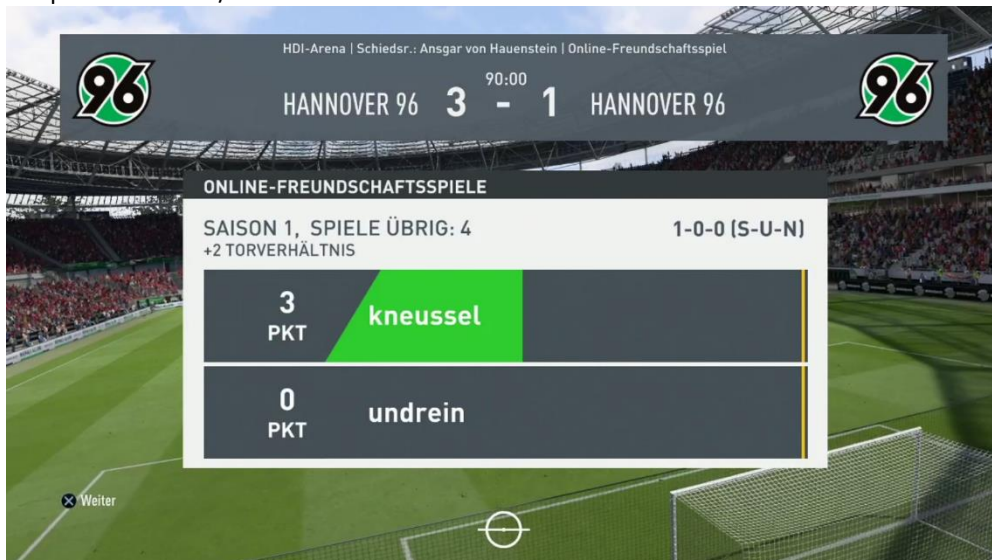 HDI-Arena | Schiedsr.: Ansgar von Hauenstein | Online-Freundschaftsspiel
96
HANNOVER 96 3 - 1 HANNOVER 96
90:00
96
ONLINE-FREUNDSCHAFTSSPIELE
SAISON 1, SPIELE ÜBRIG: 4 1-0-0 (S-U-N)
+2 TORVERHÄLTNIS
3 PKT kneussel
0 PKT undrein
Weiter